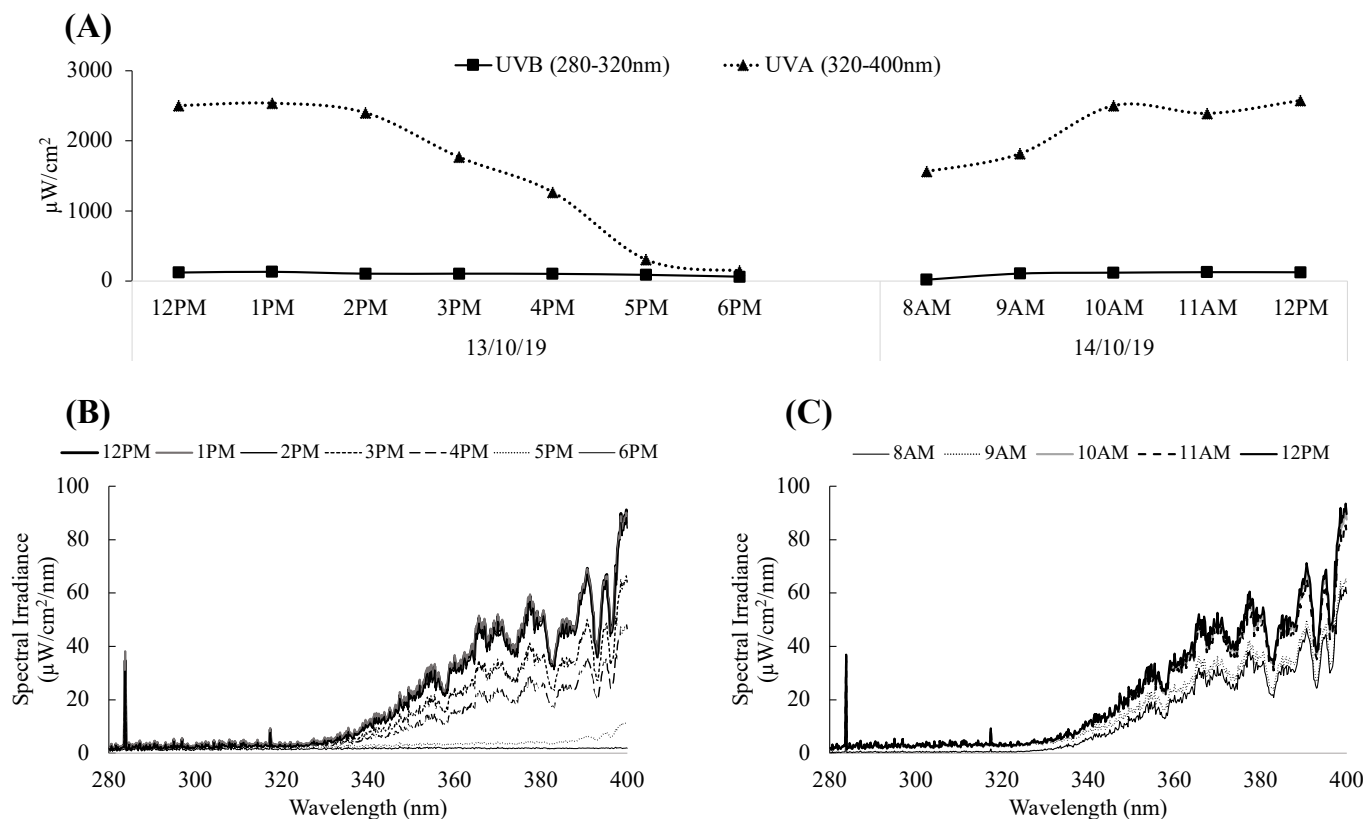 (A)
UVB (280-320nm) UVA (320-400nm)
3000
2000
1000
0
µW/cm²
12PM 1PM 2PM 3PM 4PM 5PM 6PM 8AM 9AM 10AM 11AM 12PM
13/10/19 14/10/19
(B)
12PM 1PM 2PM 3PM 4PM 5PM 6PM
100
80
60
40
20
0
Spectral Irradiance
(µW/cm²/nm)
280 300 320 340 360 380 400
Wavelength (nm)
(C)
8AM 9AM 10AM 11AM 12PM
100
80
60
40
20
0
Spectral Irradiance
(µW/cm²/nm)
280 300 320 340 360 380 400
Wavelength (nm)